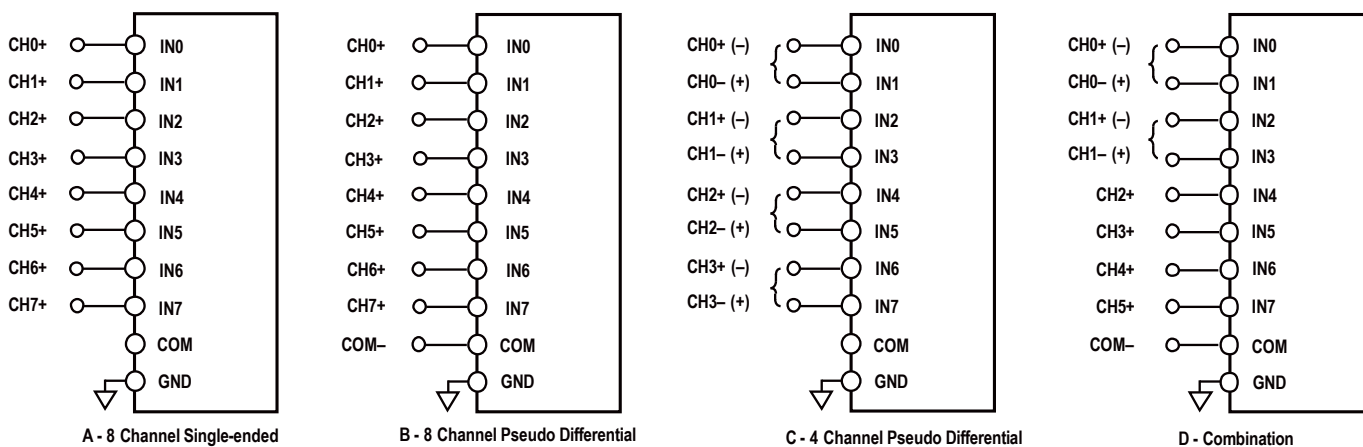 CH0+ IN0
CH1+ IN1
CH2+ IN2
CH3+ IN3
CH4+ IN4
CH5+ IN5
CH6+ IN6
CH7+ IN7
COM
GND
A - 8 Channel Single-ended
CH0+ IN0
CH1+ IN1
CH2+ IN2
CH3+ IN3
CH4+ IN4
CH5+ IN5
CH6+ IN6
CH7+ IN7
COM– COM
GND
B - 8 Channel Pseudo Differential
CH0+ (–) IN0
CH0– (+) IN1
CH1+ (–) IN2
CH1– (+) IN3
CH2+ (–) IN4
CH2– (+) IN5
CH3+ (–) IN6
CH3– (+) IN7
COM
GND
C - 4 Channel Pseudo Differential
CH0+ (–) IN0
CH0– (+) IN1
CH1+ (–) IN2
CH1– (+) IN3
CH2+ IN4
CH3+ IN5
CH4+ IN6
CH5+ IN7
COM– COM
GND
D - Combination